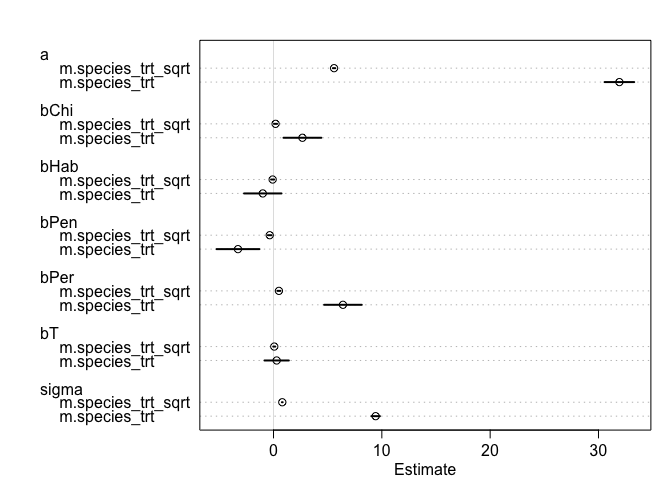 a
m.species_trt_sqrt
m.species_trt
bChi
m.species_trt_sqrt
m.species_trt
bHab
m.species_trt_sqrt
m.species_trt
bPen
m.species_trt_sqrt
m.species_trt
bPer
m.species_trt_sqrt
m.species_trt
bT
m.species_trt_sqrt
m.species_trt
sigma
m.species_trt_sqrt
m.species_trt
0 10 20 30
Estimate